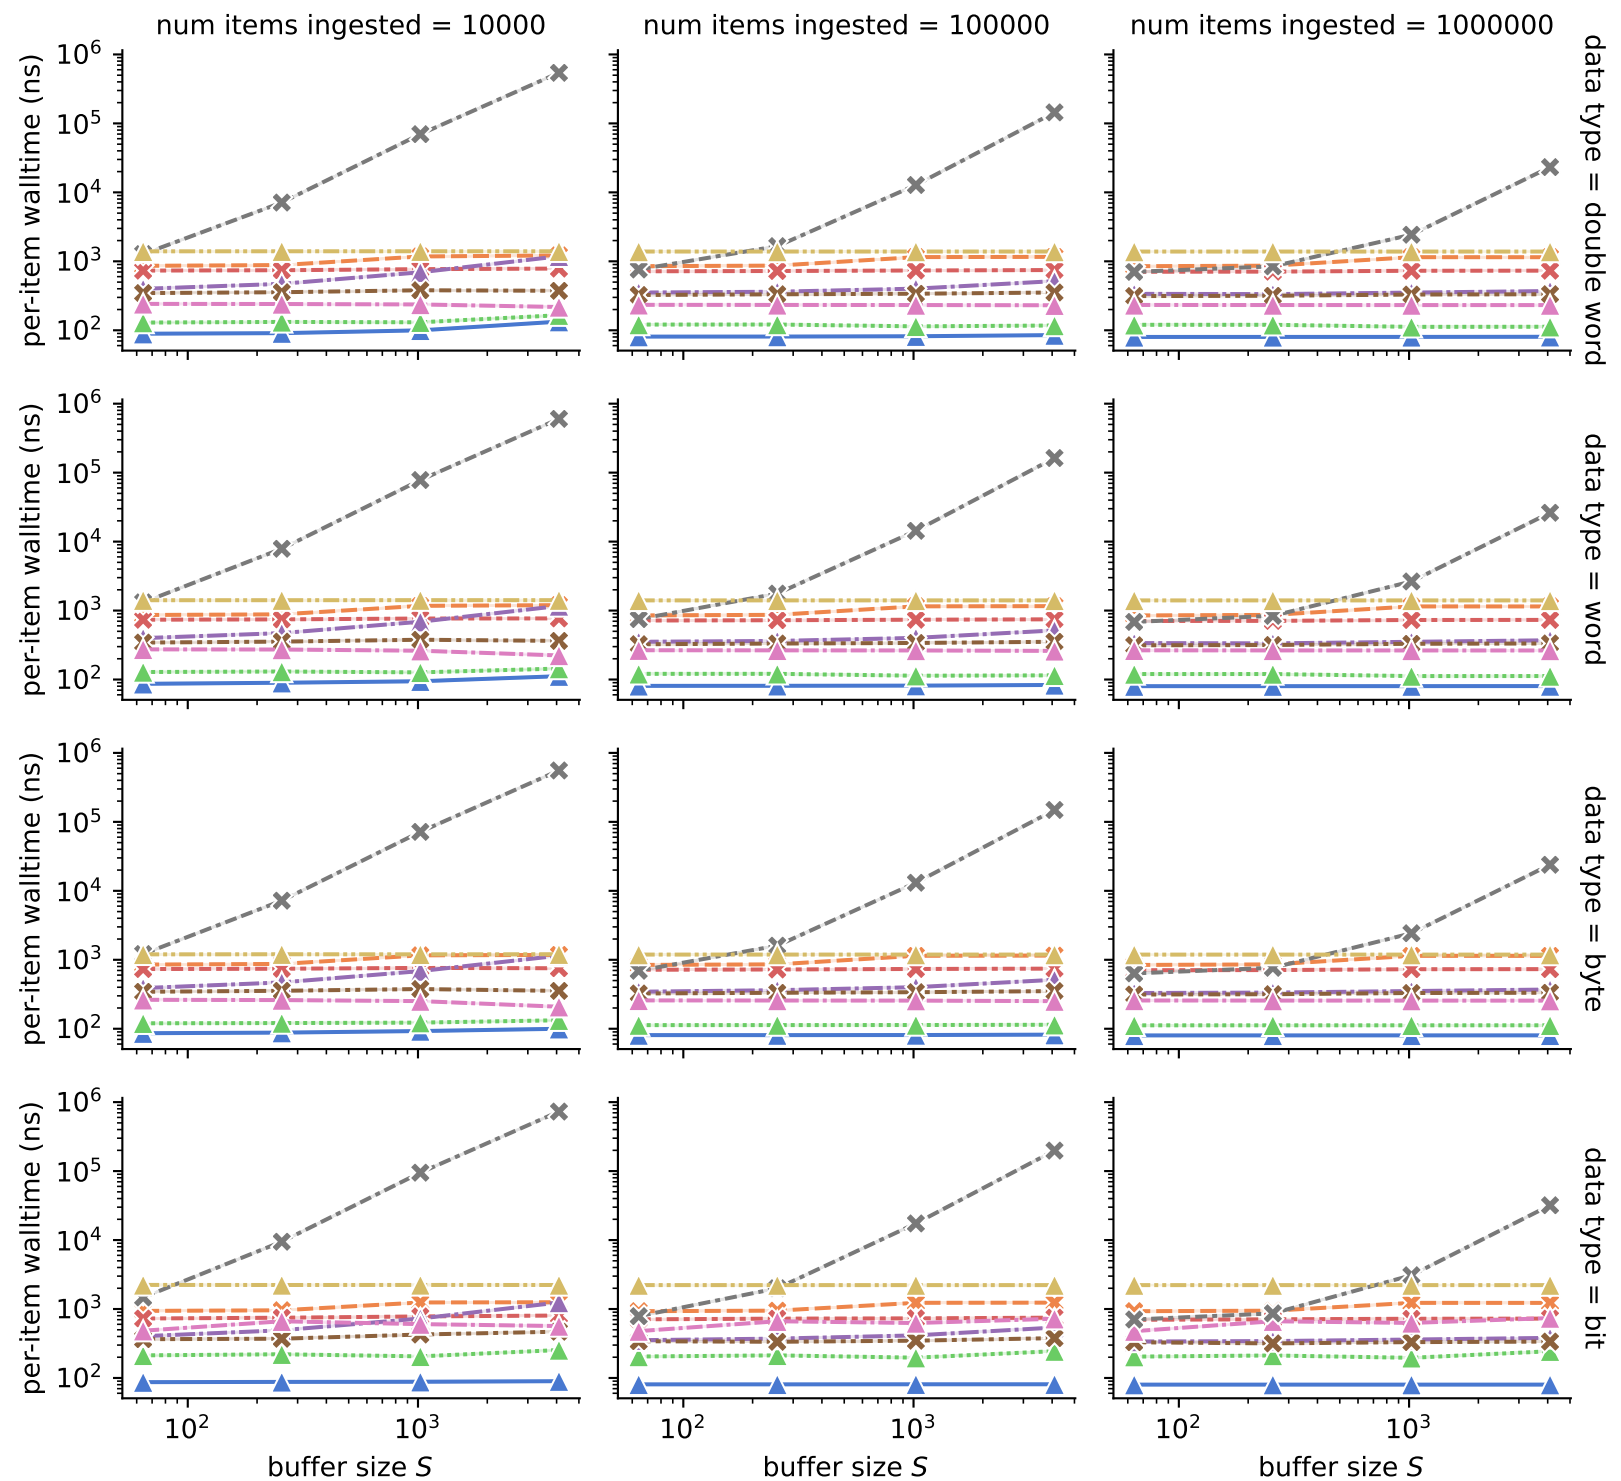 num items ingested = 10000
num items ingested = 100000
num items ingested = 1000000
per-item walltime (ns)
10^6
10^5
10^4
10^3
10^2
data type = double word
per-item walltime (ns)
10^6
10^5
10^4
10^3
10^2
data type = word
per-item walltime (ns)
10^6
10^5
10^4
10^3
10^2
data type = byte
per-item walltime (ns)
10^6
10^5
10^4
10^3
10^2
data type = bit
10^2 10^3
10^2 10^3
10^2 10^3
buffer size S
buffer size S
buffer size S